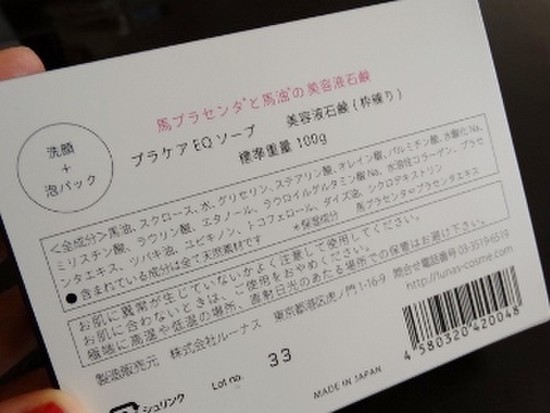 馬プラセンタ*と馬油*の美容液石鹸
洗顔
+
泡パック
プラケアEQソープ 美容液石鹸(枠練り)
標準重量 100g
<全成分>馬油、スクロース、水、グリセリン、ステアリン酸、オレイン酸、パルミチン酸、水酸化Na、
ミリスチン酸、ラウリン酸、エタノール、ラウロイルグルタミン酸Na、水溶性コラーゲン、プラセ
ンタエキス、ツバキ油、ユビキノン、トコフェロール、ダイズ油、シクロデキストリン
●含まれている成分は全て天然素材です *保湿成分 馬プラセンタ=プラセンタエキス
お肌に異常が生じていないかよく注意して使用してください。
お肌に合わないときは、ご使用をおやめください。
極端に高温や低温の場所、直射日光のあたる場所での保管はお避け下さい。
製造販売元 株式会社ルーナス 東京都港区虎ノ門1-16-9 問合せ電話番号 03-3519-6519
http://lunas-cosme.com
Lot no. 33
シュリンク
MADE IN JAPAN
4 580320 420048